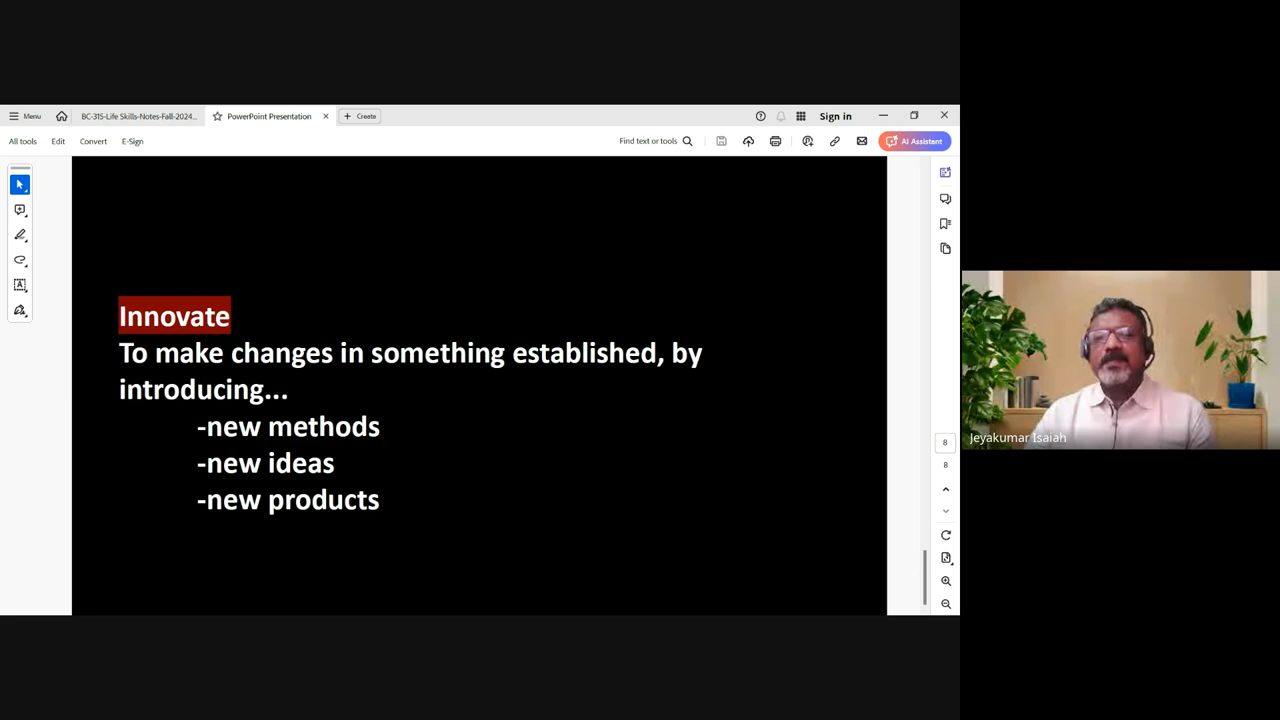 Menu
BC-315-Life Skills-Notes-Fall-2024...
PowerPoint Presentation
Create
Sign in
All tools
Edit
Convert
E-Sign
Find text or tools
AI Assistant
Innovate
To make changes in something established, by
introducing...
-new methods
-new ideas
-new products
8
8
Jeyakumar Isaiah